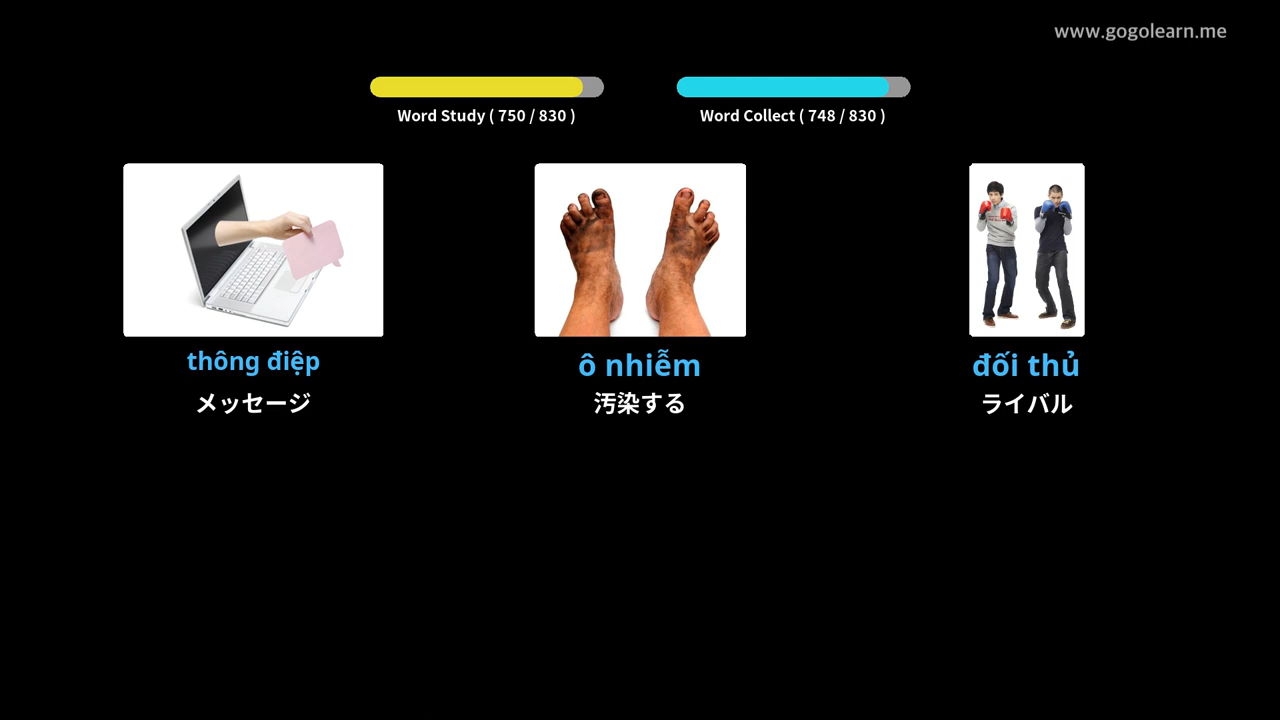 www.gogolearn.me
Word Study ( 750 / 830 )
Word Collect ( 748 / 830 )
thông điệp
メッセージ
ô nhiễm
汚染する
đối thủ
ライバル